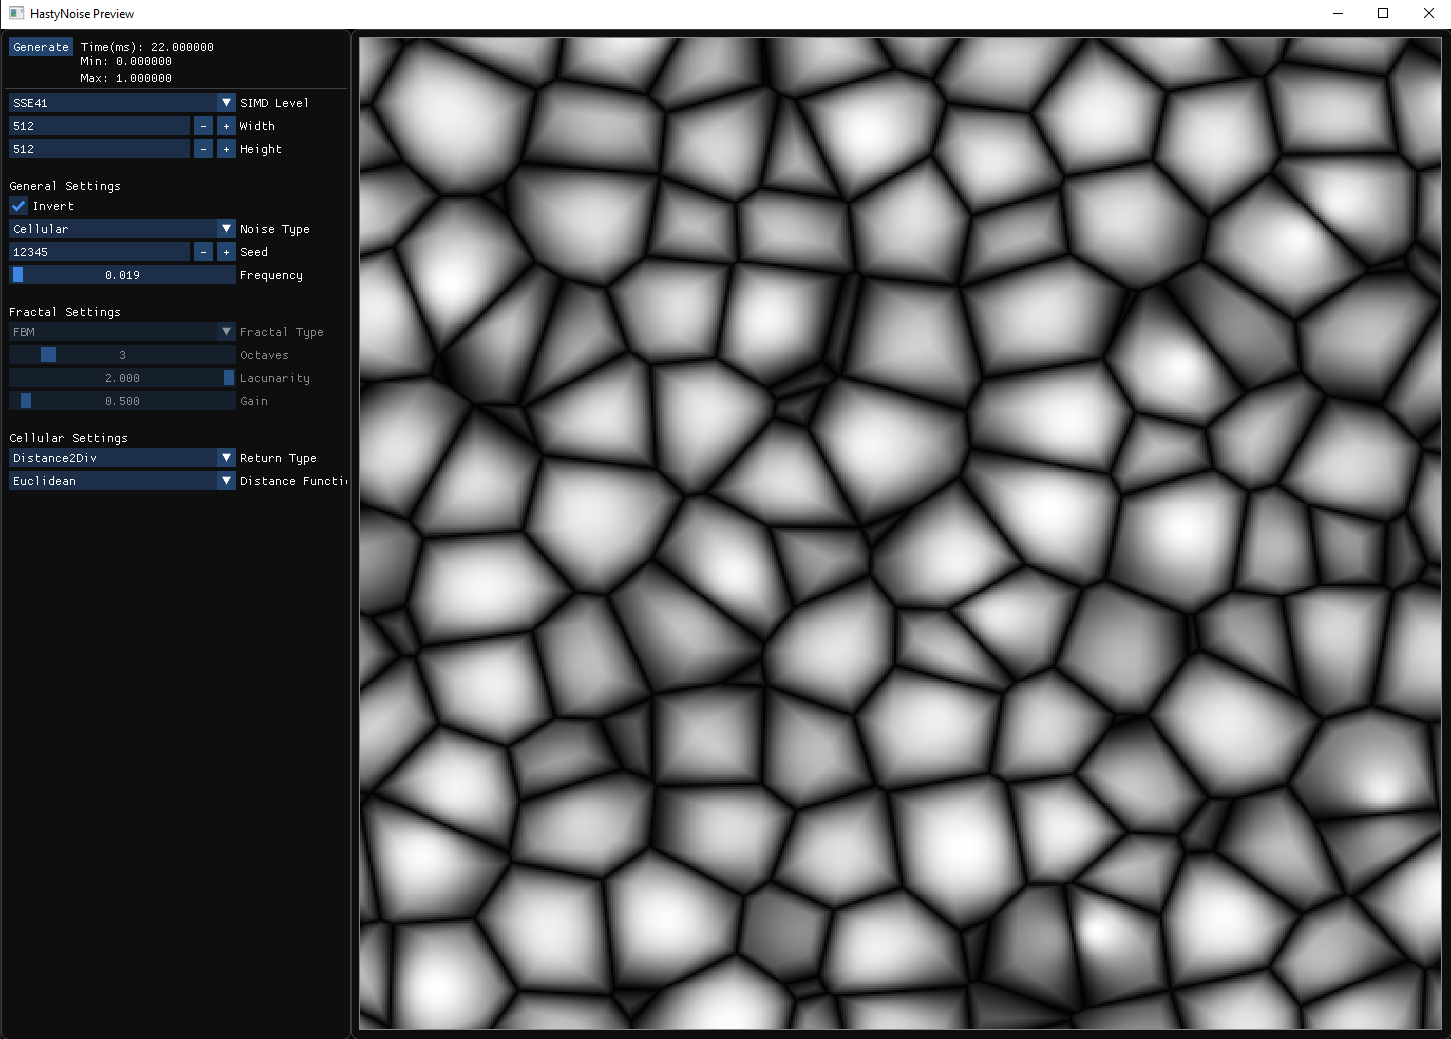 HastyNoise Preview
Generate Time(ms): 22.000000
Min: 0.000000
Max: 1.000000
SSE41 SIMD Level
512 - + Width
512 - + Height
General Settings
Invert
Cellular Noise Type
12345 - + Seed
0.019 Frequency
Fractal Settings
FBM Fractal Type
3 Octaves
2.000 Lacunarity
0.500 Gain
Cellular Settings
Distance2Div Return Type
Euclidean Distance Functi